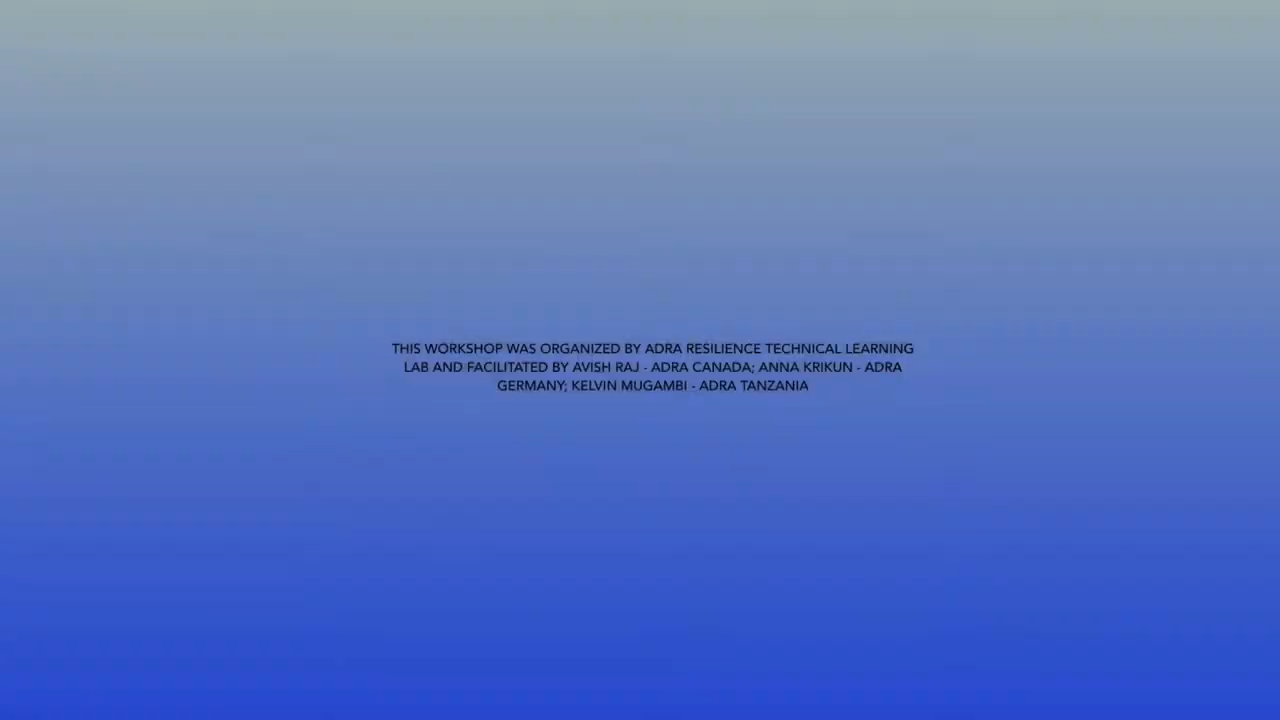 THIS WORKSHOP WAS ORGANIZED BY ADRA RESILIENCE TECHNICAL LEARNING
LAB AND FACILITATED BY AVISH RAJ - ADRA CANADA; ANNA KRIKUN - ADRA
GERMANY; KELVIN MUGAMBI - ADRA TANZANIA